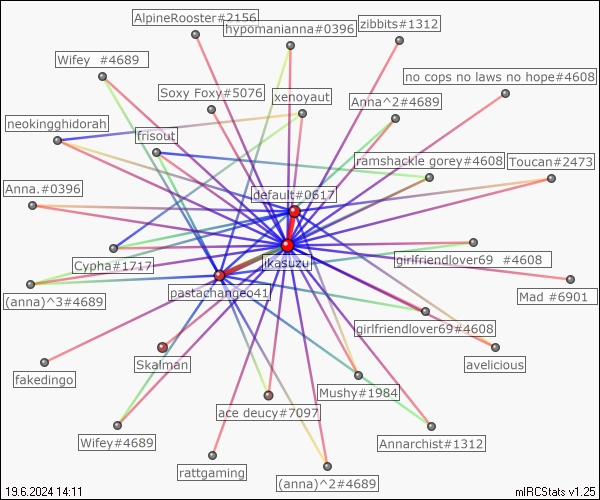 AlpineRooster#2156
hypomanianna#0396
zibbits#1312
Wifey #4689
no cops no laws no hope#4608
Soxy Foxy#5076
xenoyaut
Anna^2#4689
neokingghidorah
frisout
ramshackle gorey#4608
Toucan#2473
Anna.#0396
default#0617
Cypha#1717
ikasuzu
girlfriendlover69 #4608
(anna)^3#4689
pastachangeo41
Mad #6901
girlfriendlover69#4608
Skalman
avelicious
fakedingo
Mushy#1984
ace deucy#7097
Wifey#4689
Annarchist#1312
rattgaming
(anna)^2#4689
19.6.2024 14:11
mIRCStats v1.25